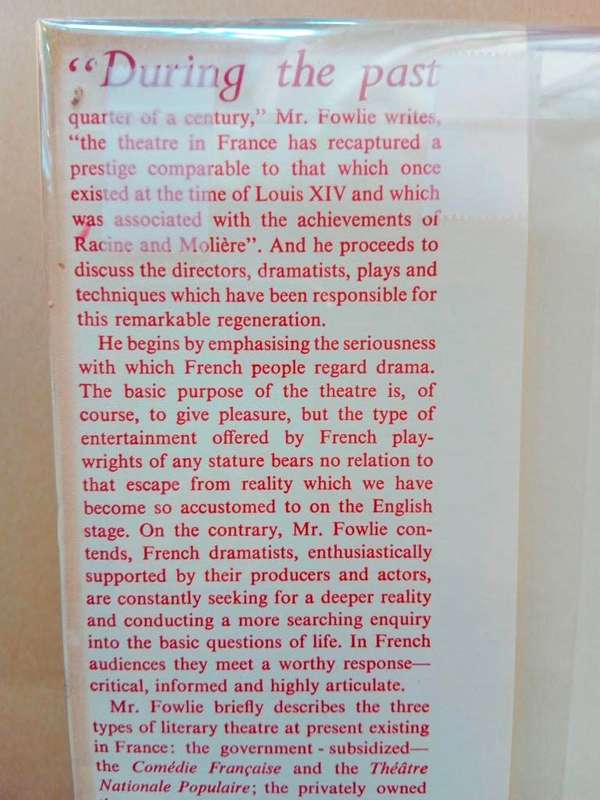 “During the past
quarter of a century,” Mr. Fowlie writes,
“the theatre in France has recaptured a
prestige comparable to that which once
existed at the time of Louis XIV and which
was associated with the achievements of
Racine and Molière”. And he proceeds to
discuss the directors, dramatists, plays and
techniques which have been responsible for
this remarkable regeneration.
He begins by emphasising the seriousness
with which French people regard drama.
The basic purpose of the theatre is, of
course, to give pleasure, but the type of
entertainment offered by French play-
wrights of any stature bears no relation to
that escape from reality which we have
become so accustomed to on the English
stage. On the contrary, Mr. Fowlie con-
tends, French dramatists, enthusiastically
supported by their producers and actors,
are constantly seeking for a deeper reality
and conducting a more searching enquiry
into the basic questions of life. In French
audiences they meet a worthy response—
critical, informed and highly articulate.
Mr. Fowlie briefly describes the three
types of literary theatre at present existing
in France: the government - subsidized—
the Comédie Française and the Théâtre
Nationale Populaire; the privately owned